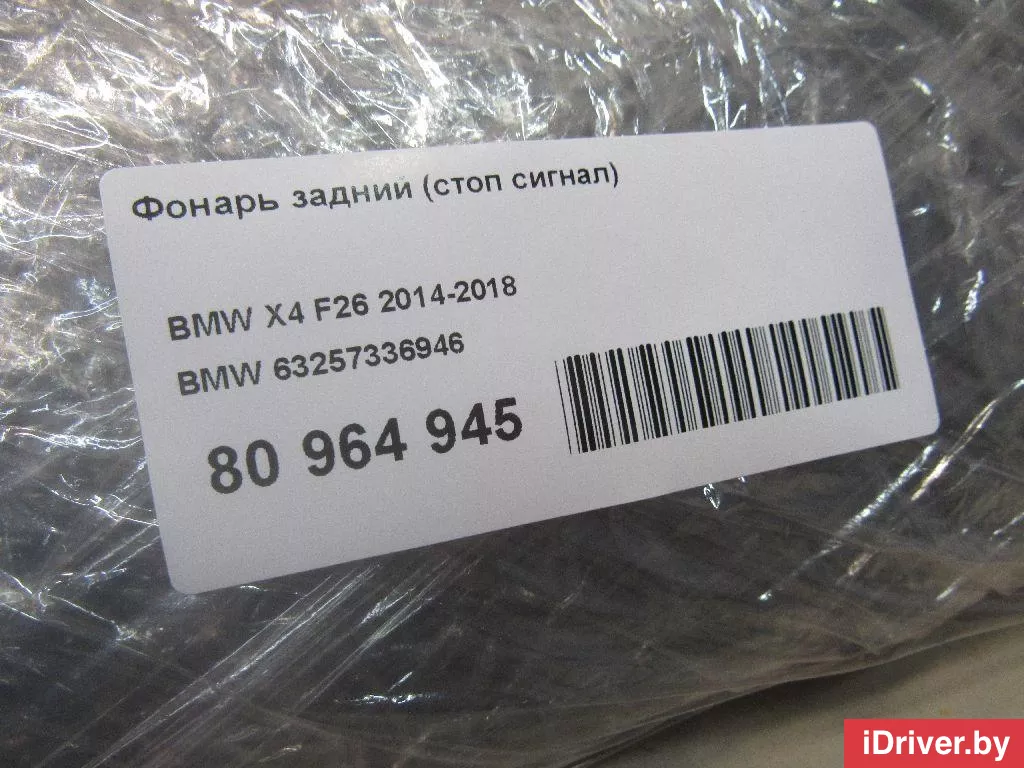 Фонарь задний (стоп сигнал)
BMW X4 F26 2014-2018
BMW 63257336946
80 964 945
iDriver.by